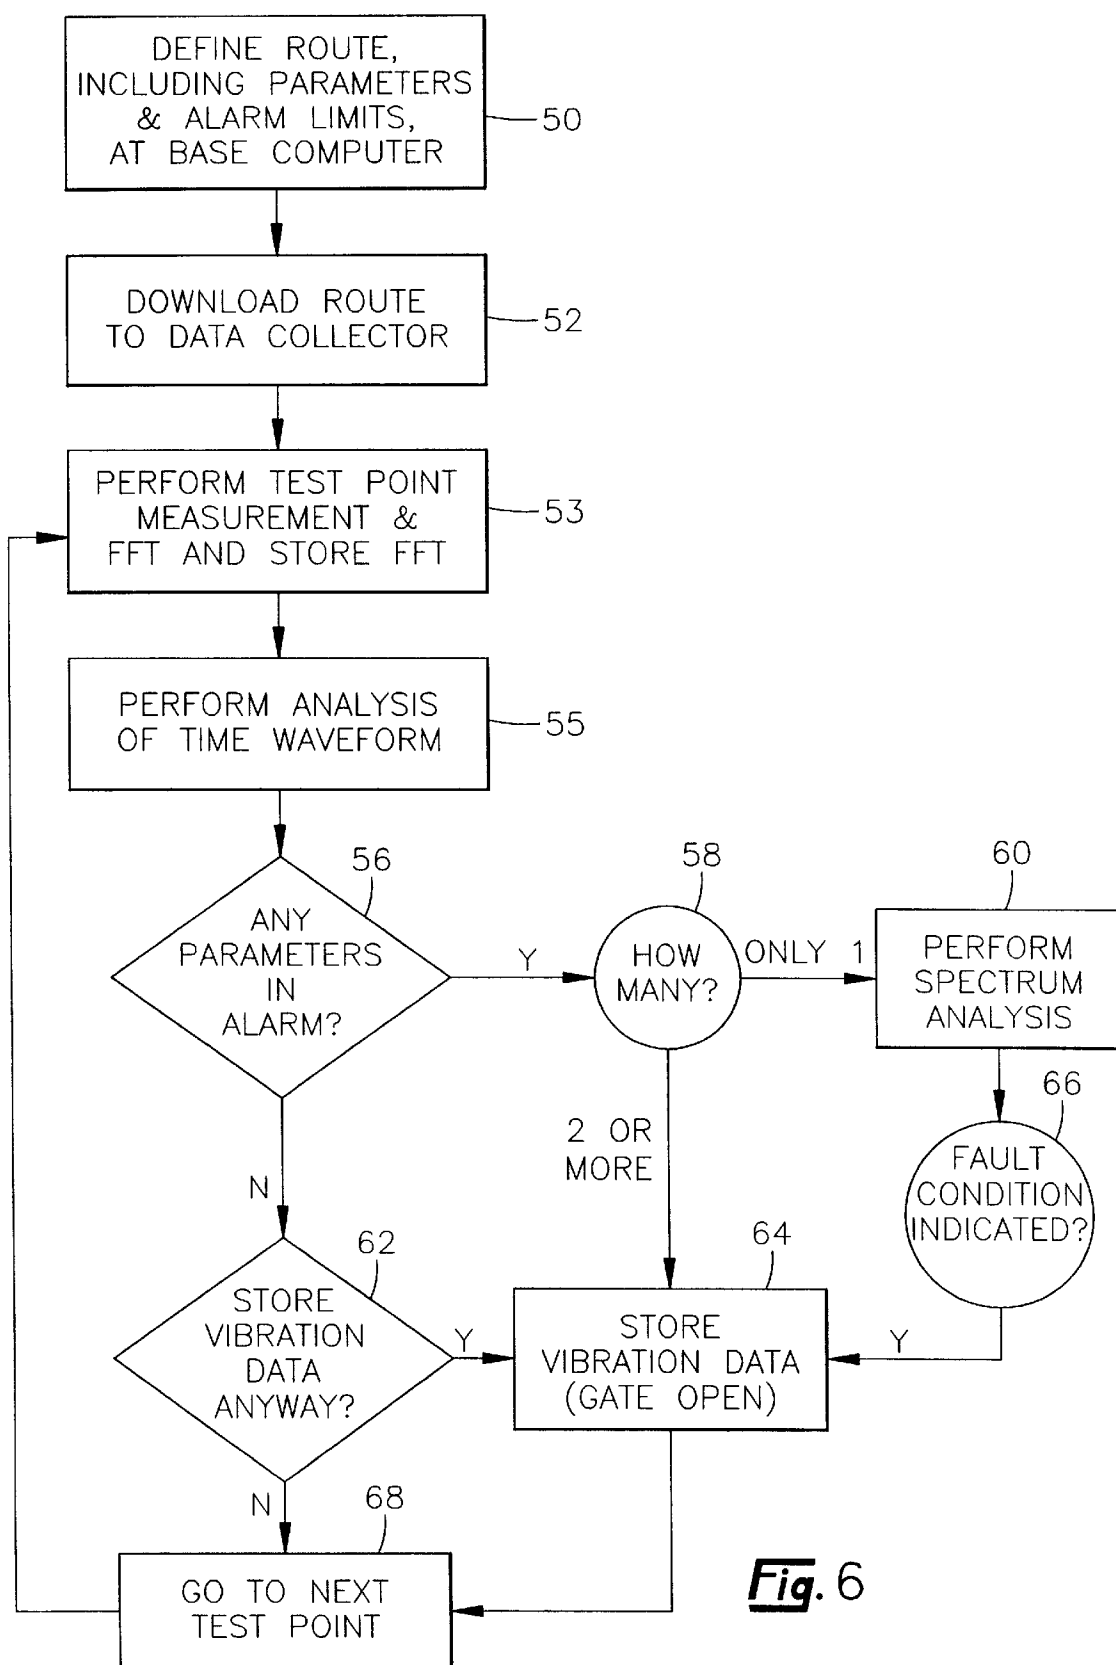 DEFINE ROUTE,
INCLUDING PARAMETERS
& ALARM LIMITS,
AT BASE COMPUTER
50
DOWNLOAD ROUTE
TO DATA COLLECTOR
52
PERFORM TEST POINT
MEASUREMENT &
FFT AND STORE FFT
53
PERFORM ANALYSIS
OF TIME WAVEFORM
55
56
ANY
PARAMETERS
IN
ALARM?
Y
58
HOW
MANY?
ONLY 1
60
PERFORM
SPECTRUM
ANALYSIS
66
FAULT
CONDITION
INDICATED?
2 OR
MORE
N
62
STORE
VIBRATION
DATA
ANYWAY?
Y
64
STORE
VIBRATION DATA
(GATE OPEN)
Y
N
68
GO TO NEXT
TEST POINT
Fig. 6